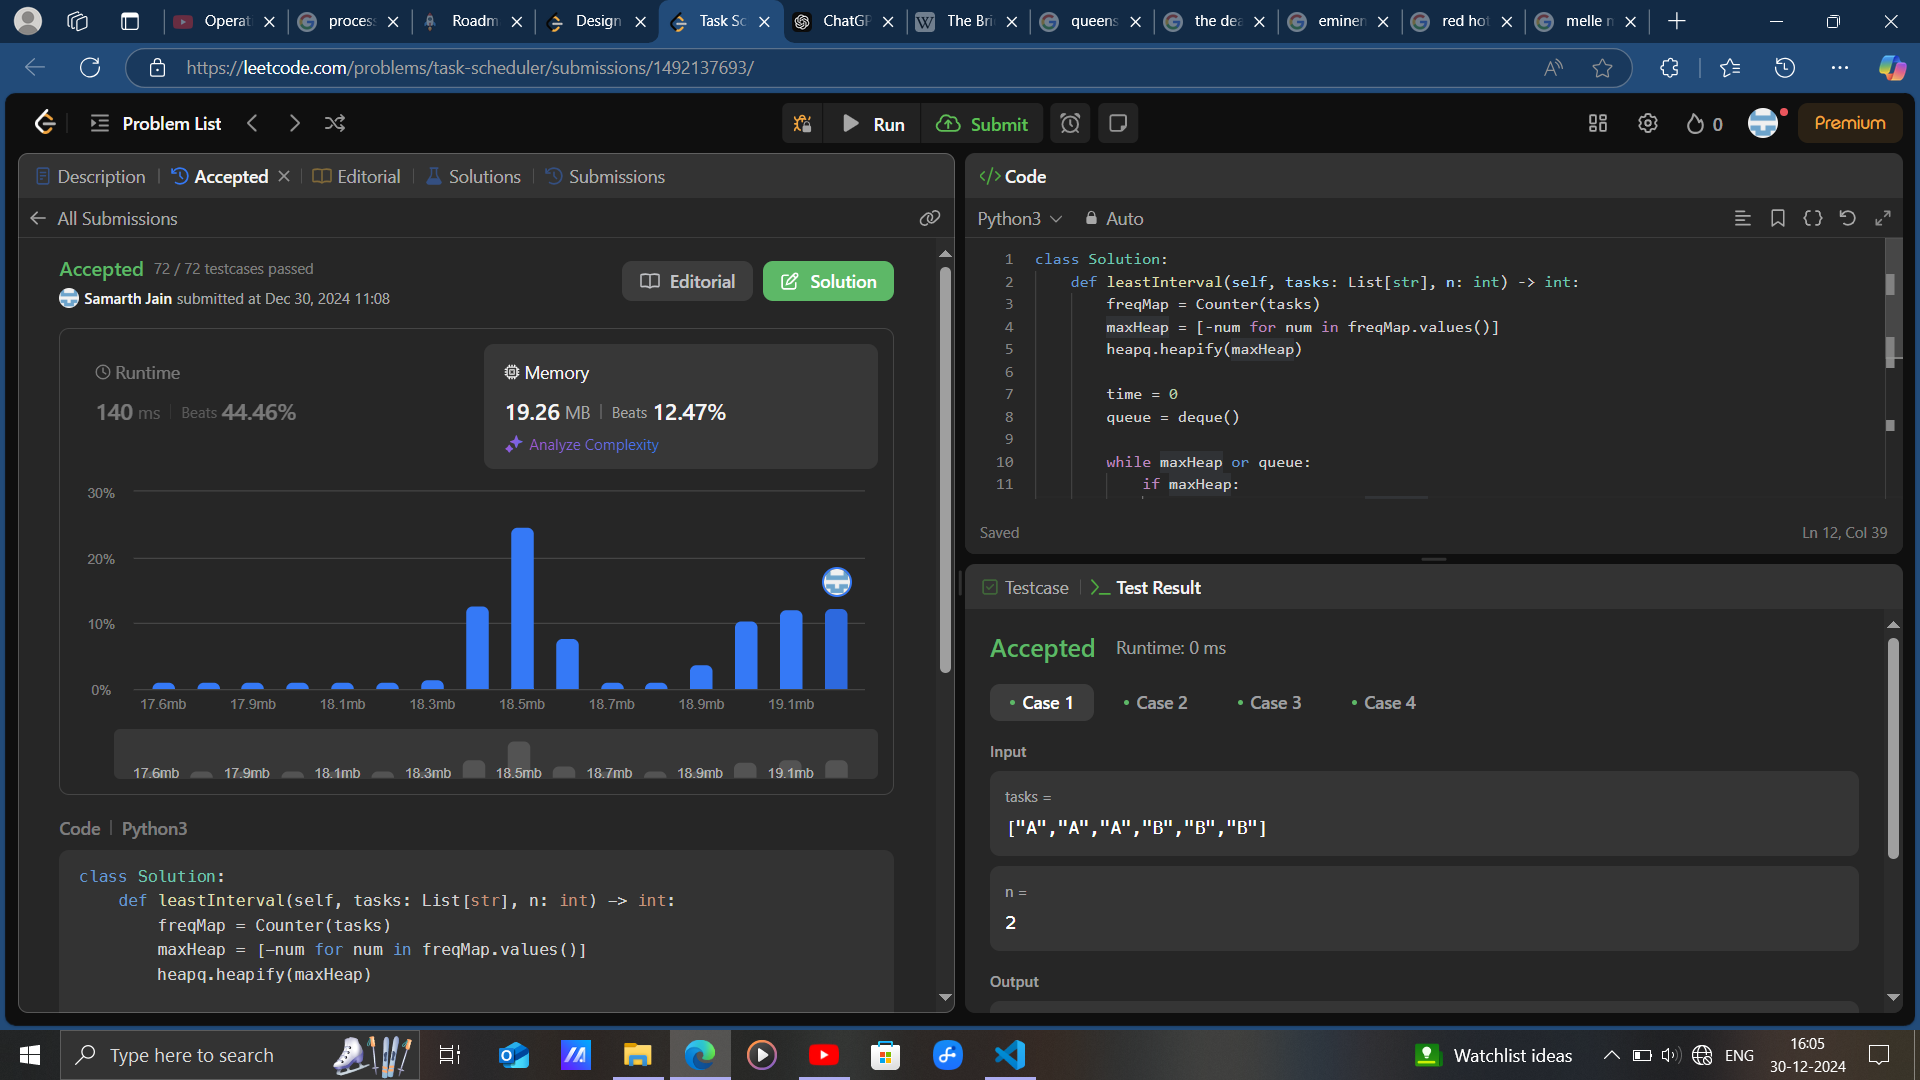 Operati
process
Roadm
Design
Task Sc
ChatGP
The Bri
queens
the dea
eminem
red hot
melle m
https://leetcode.com/problems/task-scheduler/submissions/1492137693/
Problem List
Run
Submit
0
Premium
Description
Accepted
Editorial
Solutions
Submissions
All Submissions
Accepted 72 / 72 testcases passed
Samarth Jain submitted at Dec 30, 2024 11:08
Editorial
Solution
Runtime
140 ms | Beats 44.46%
Memory
19.26 MB | Beats 12.47%
Analyze Complexity
30%
20%
10%
0%
17.6mb 17.9mb 18.1mb 18.3mb 18.5mb 18.7mb 18.9mb 19.1mb
17.6mb 17.9mb 18.1mb 18.3mb 18.5mb 18.7mb 18.9mb 19.1mb
Code | Python3
class Solution:
    def leastInterval(self, tasks: List[str], n: int) -> int:
        freqMap = Counter(tasks)
        maxHeap = [-num for num in freqMap.values()]
        heapq.heapify(maxHeap)
</> Code
Python3
Auto
1 class Solution:
2     def leastInterval(self, tasks: List[str], n: int) -> int:
3         freqMap = Counter(tasks)
4         maxHeap = [-num for num in freqMap.values()]
5         heapq.heapify(maxHeap)
6
7         time = 0
8         queue = deque()
9
10         while maxHeap or queue:
11             if maxHeap:
Saved
Ln 12, Col 39
Testcase
Test Result
Accepted Runtime: 0 ms
Case 1
Case 2
Case 3
Case 4
Input
tasks =
["A","A","A","B","B","B"]
n =
2
Output
Type here to search
Watchlist ideas
ENG
16:05
30-12-2024